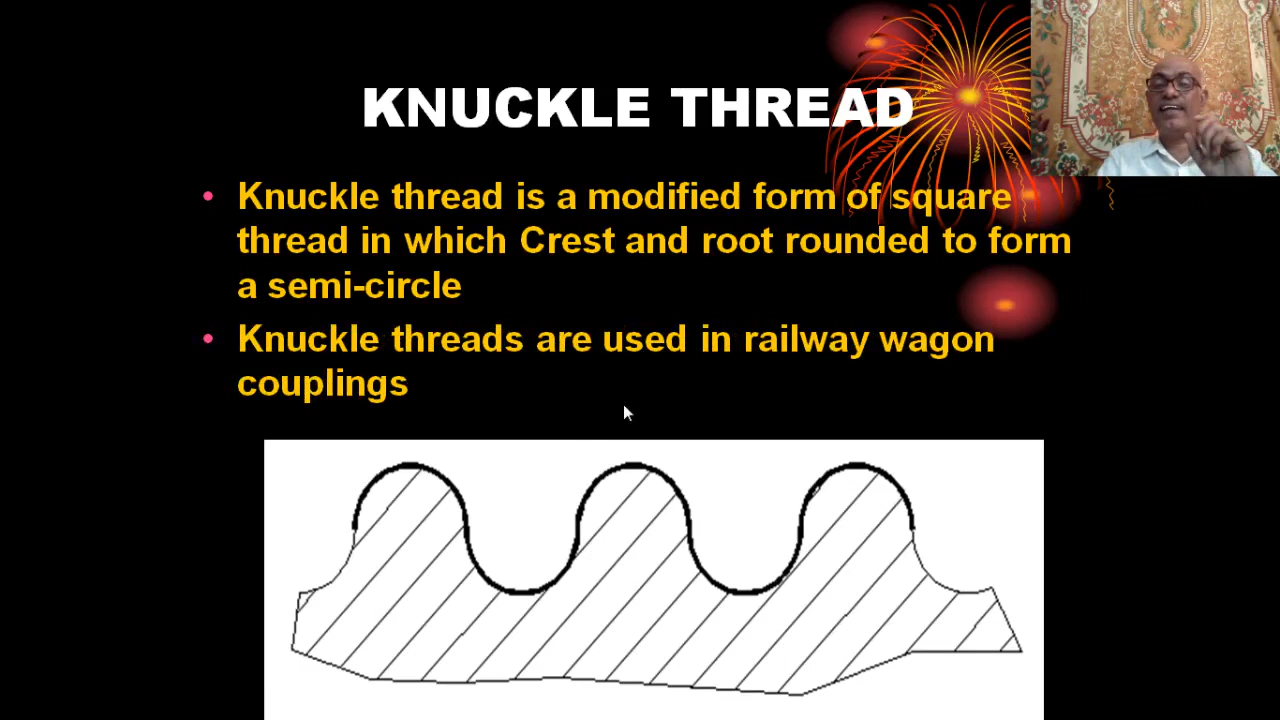 KNUCKLE THREAD
• Knuckle thread is a modified form of square
thread in which Crest and root rounded to form
a semi-circle
• Knuckle threads are used in railway wagon
couplings